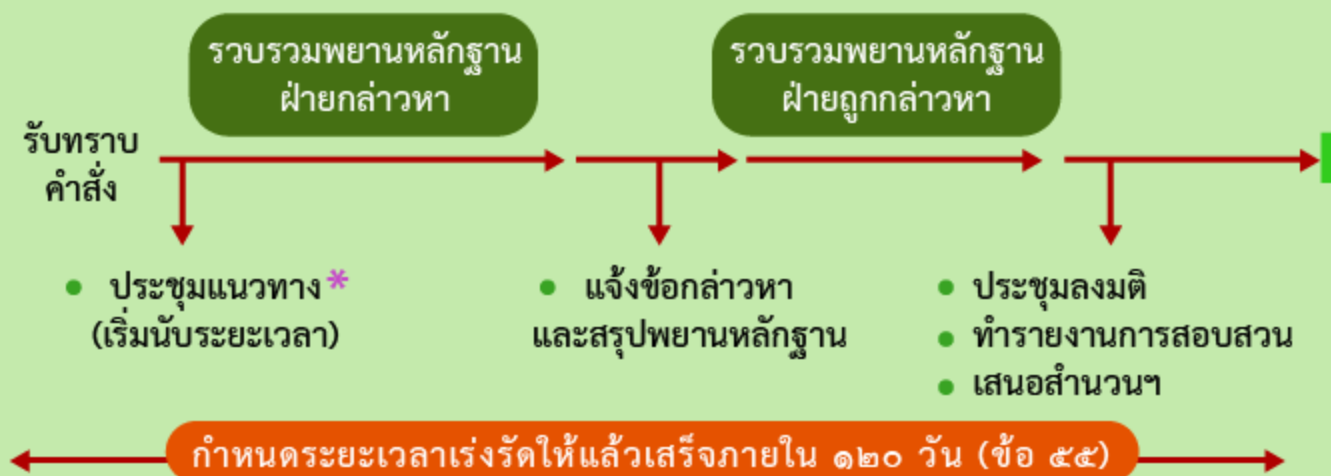 รวบรวมพยานหลักฐาน
ฝ่ายกล่าวหา
รวบรวมพยานหลักฐาน
ฝ่ายถูกกล่าวหา
รับทราบ
คำสั่ง
• ประชุมแนวทาง*
(เริ่มนับระยะเวลา)
• แจ้งข้อกล่าวหา
และสรุปพยานหลักฐาน
• ประชุมลงมติ
• ทำรายงานการสอบสวน
• เสนอสำนวนฯ
กำหนดระยะเวลาเร่งรัดให้แล้วเสร็จภายใน ๑๒๐ วัน (ข้อ ๕๕)